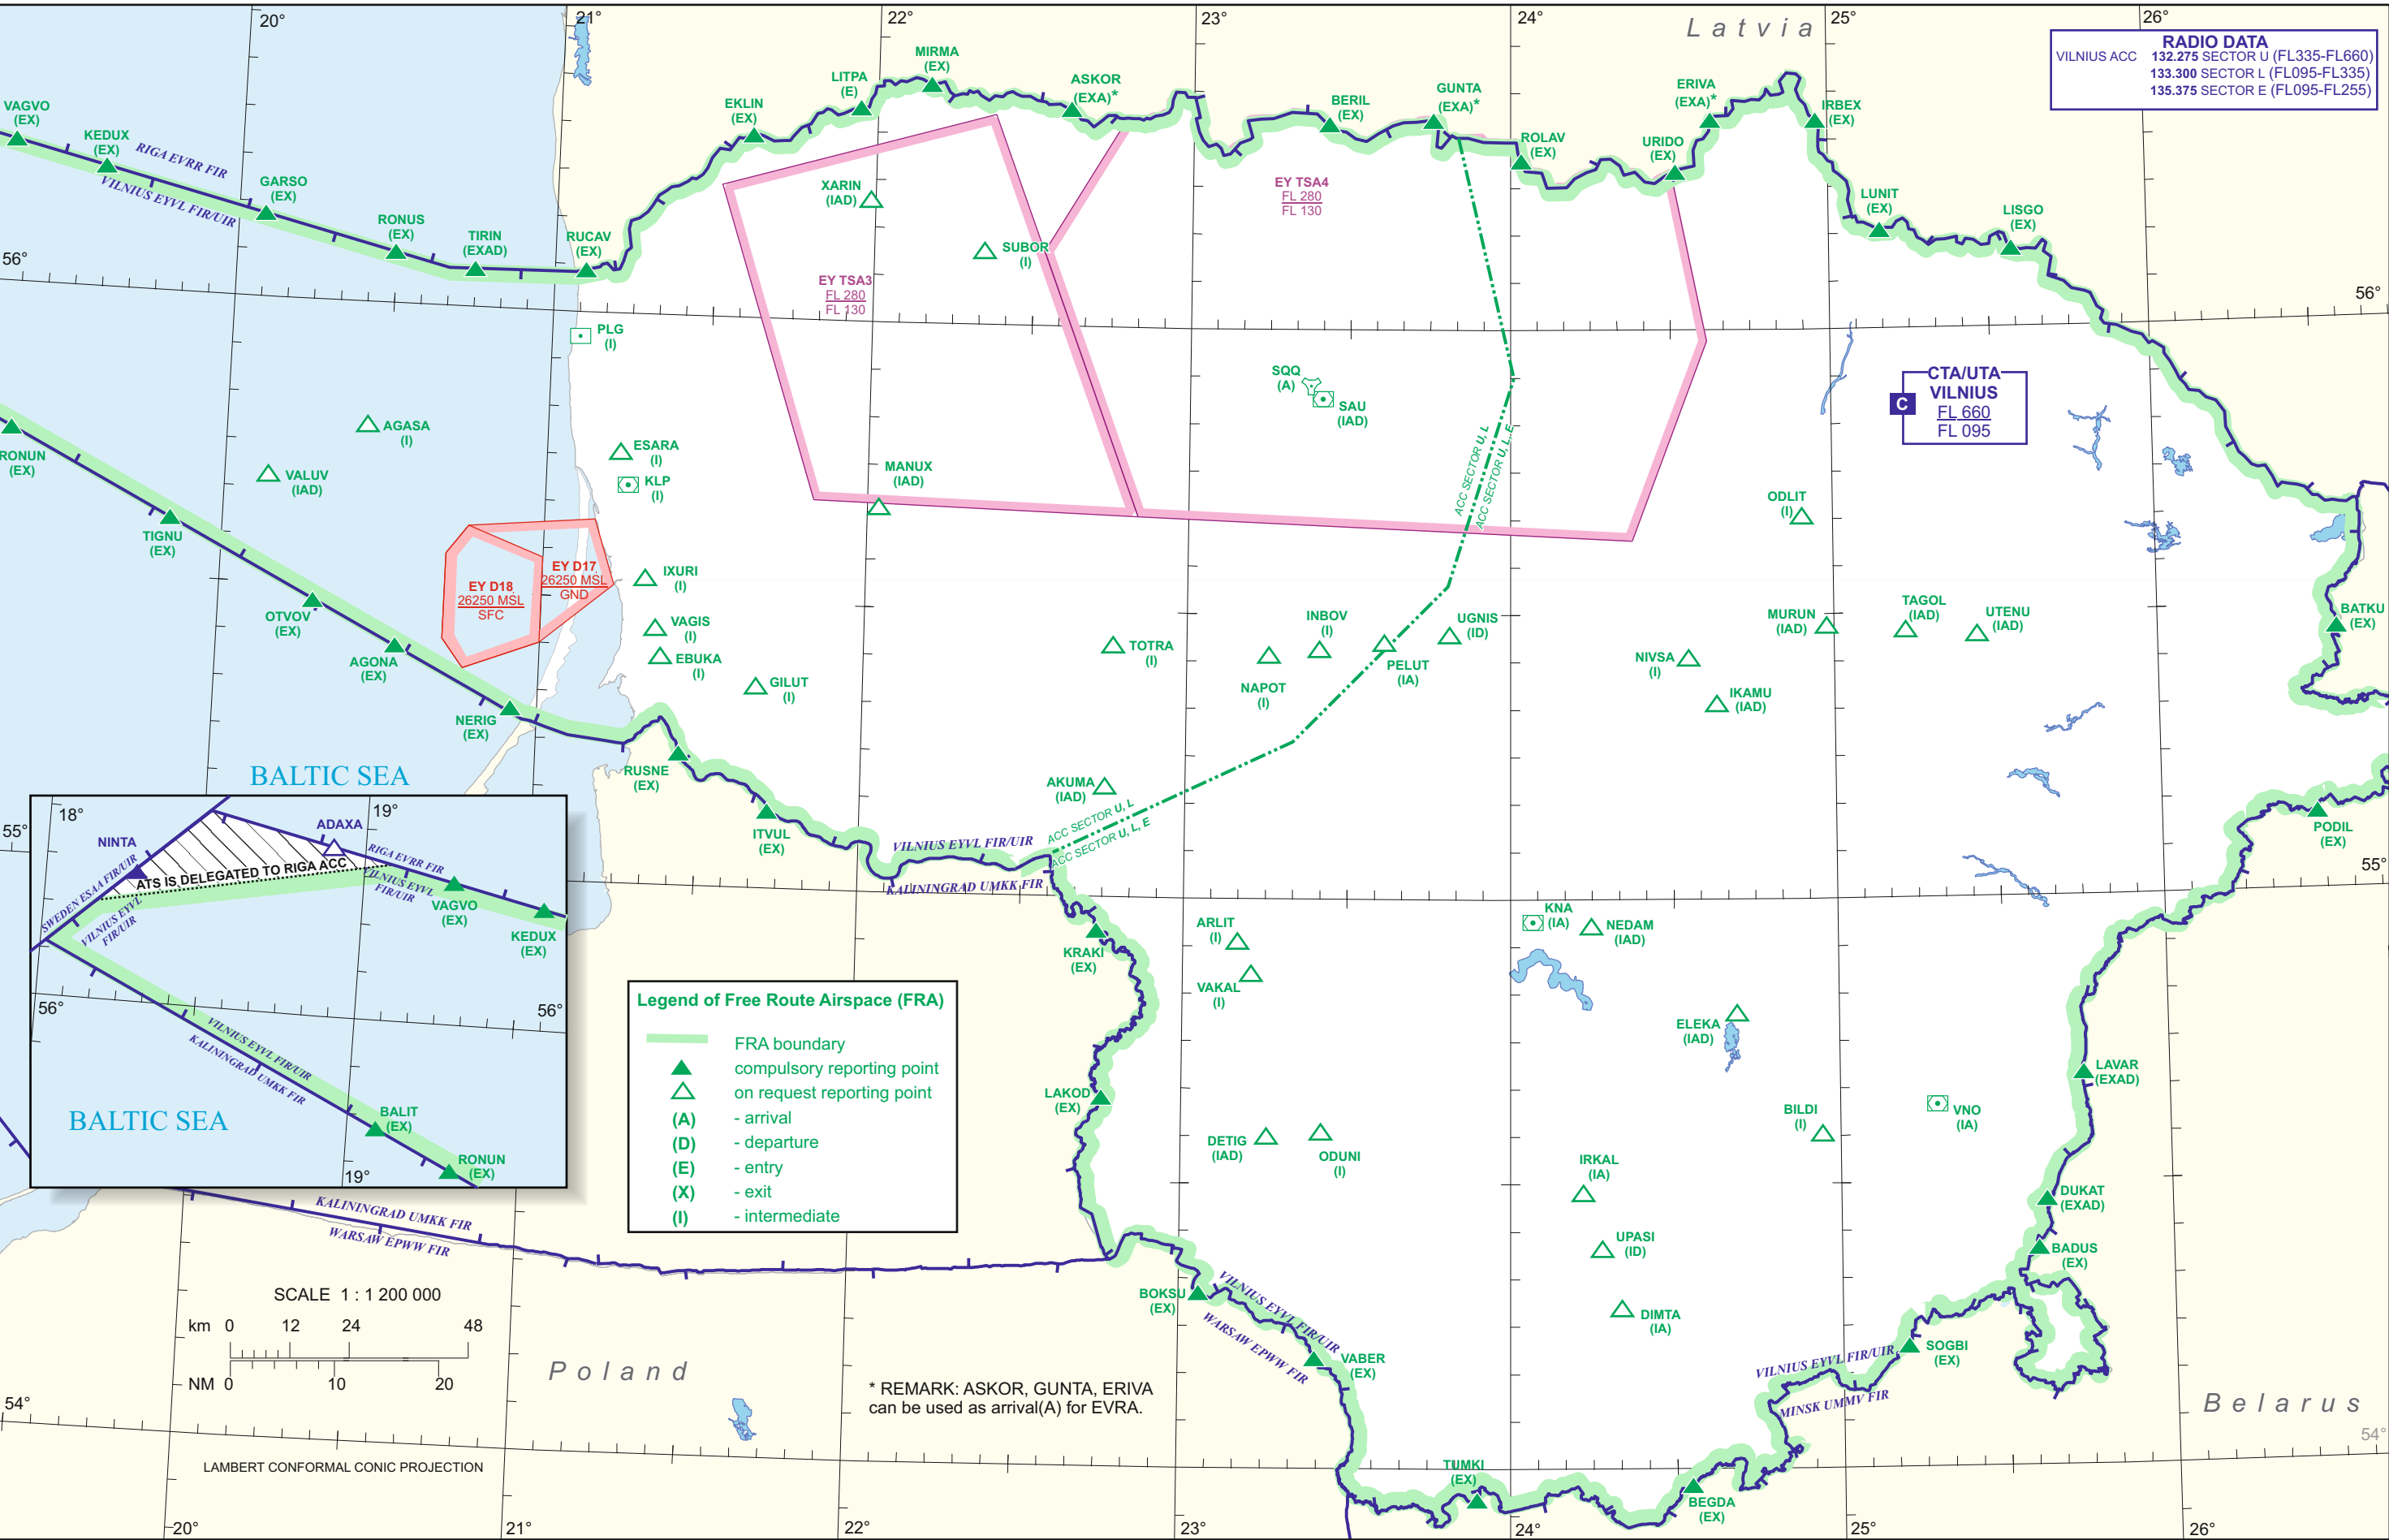 20°
21°
22°
23°
24°
25°
26°
Latvia
RADIO DATA
VILNIUS ACC 132.275 SECTOR U (FL335-FL660)
133.300 SECTOR L (FL095-FL335)
135.375 SECTOR E (FL095-FL255)
VAGVO
(EX)
KEDUX
(EX)
RIGA EVRR FIR
VILNIUS EYVL FIR/UIR
GARSO
(EX)
RONUS
(EX)
TIRIN
(EXAD)
RUCAV
(EX)
EKLIN
(EX)
LITPA
(E)
MIRMA
(EX)
ASKOR
(EXA)*
BERIL
(EX)
GUNTA
(EXA)*
ROLAV
(EX)
URIDO
(EX)
ERIVA
(EXA)*
IRBEX
(EX)
LUNIT
(EX)
LISGO
(EX)
56°
56°
XARIN
(IAD)
SUBOR
(I)
EY TSA3
FL 280
FL 130
EY TSA4
FL 280
FL 130
PLG
(I)
SQQ
(A)
SAU
(IAD)
CTA/UTA
VILNIUS
C
FL 660
FL 095
RONUN
(EX)
AGASA
(I)
VALUV
(IAD)
ESARA
(I)
KLP
(I)
MANUX
(IAD)
ACC SECTOR U, L
ACC SECTOR U, L, E
ODLIT
(I)
TIGNU
(EX)
EY D18
26250 MSL
SFC
EY D17
26250 MSL
GND
IXURI
(I)
VAGIS
(I)
EBUKA
(I)
GILUT
(I)
TOTRA
(I)
NAPOT
(I)
INBOV
(I)
PELUT
(IA)
UGNIS
(ID)
NIVSA
(I)
IKAMU
(IAD)
MURUN
(IAD)
TAGOL
(IAD)
UTENU
(IAD)
BATKU
(EX)
OTVOV
(EX)
AGONA
(EX)
NERIG
(EX)
RUSNE
(EX)
ITVUL
(EX)
AKUMA
(IAD)
ACC SECTOR U, L
ACC SECTOR U, L, E
VILNIUS EYVL FIR/UIR
KALININGRAD UMKK FIR
PODIL
(EX)
BALTIC SEA
55°
55°
18°
19°
NINTA
ADAXA
RIGA EVRR FIR
VILNIUS EYVL
FIR/UIR
SWEDEN ESAA FIR/UIR
ATS IS DELEGATED TO RIGA ACC
VILNIUS EYVL
FIR/UIR
VAGVO
(EX)
KEDUX
(EX)
56°
56°
VILNIUS EYVL FIR/UIR
KALININGRAD UMKK FIR
BALTIC SEA
BALIT
(EX)
RONUN
(EX)
19°
KRAKI
(EX)
ARLIT
(I)
VAKAL
(I)
KNA
(IA)
NEDAM
(IAD)
ELEKA
(IAD)
LAVAR
(EXAD)
Legend of Free Route Airspace (FRA)
FRA boundary
compulsory reporting point
on request reporting point
(A) - arrival
(D) - departure
(E) - entry
(X) - exit
(I) - intermediate
LAKOD
(EX)
DETIG
(IAD)
ODUNI
(I)
BILDI
(I)
VNO
(IA)
IRKAL
(IA)
UPASI
(ID)
DIMTA
(IA)
DUKAT
(EXAD)
BADUS
(EX)
KALININGRAD UMKK FIR
WARSAW EPWW FIR
BOKSU
(EX)
VILNIUS EYVL FIR/UIR
WARSAW EPWW FIR
VABER
(EX)
SOGBI
(EX)
VILNIUS EYVL FIR/UIR
MINSK UMMV FIR
SCALE 1 : 1 200 000
km 0 12 24 48
NM 0 10 20
Poland
* REMARK: ASKOR, GUNTA, ERIVA
can be used as arrival(A) for EVRA.
Belarus
54°
54°
LAMBERT CONFORMAL CONIC PROJECTION
TUMKI
(EX)
BEGDA
(EX)
20°
21°
22°
23°
24°
25°
26°